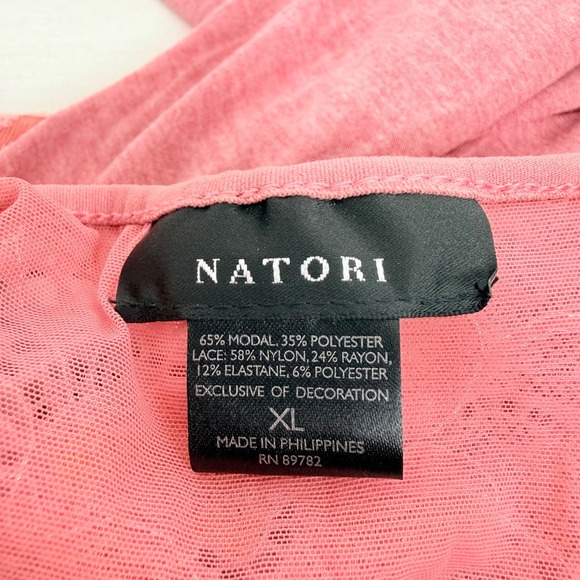 NATORI
65% MODAL, 35% POLYESTER
LACE: 58% NYLON, 24% RAYON,
12% ELASTANE, 6% POLYESTER
EXCLUSIVE OF DECORATION
XL
MADE IN PHILIPPINES
RN 89782